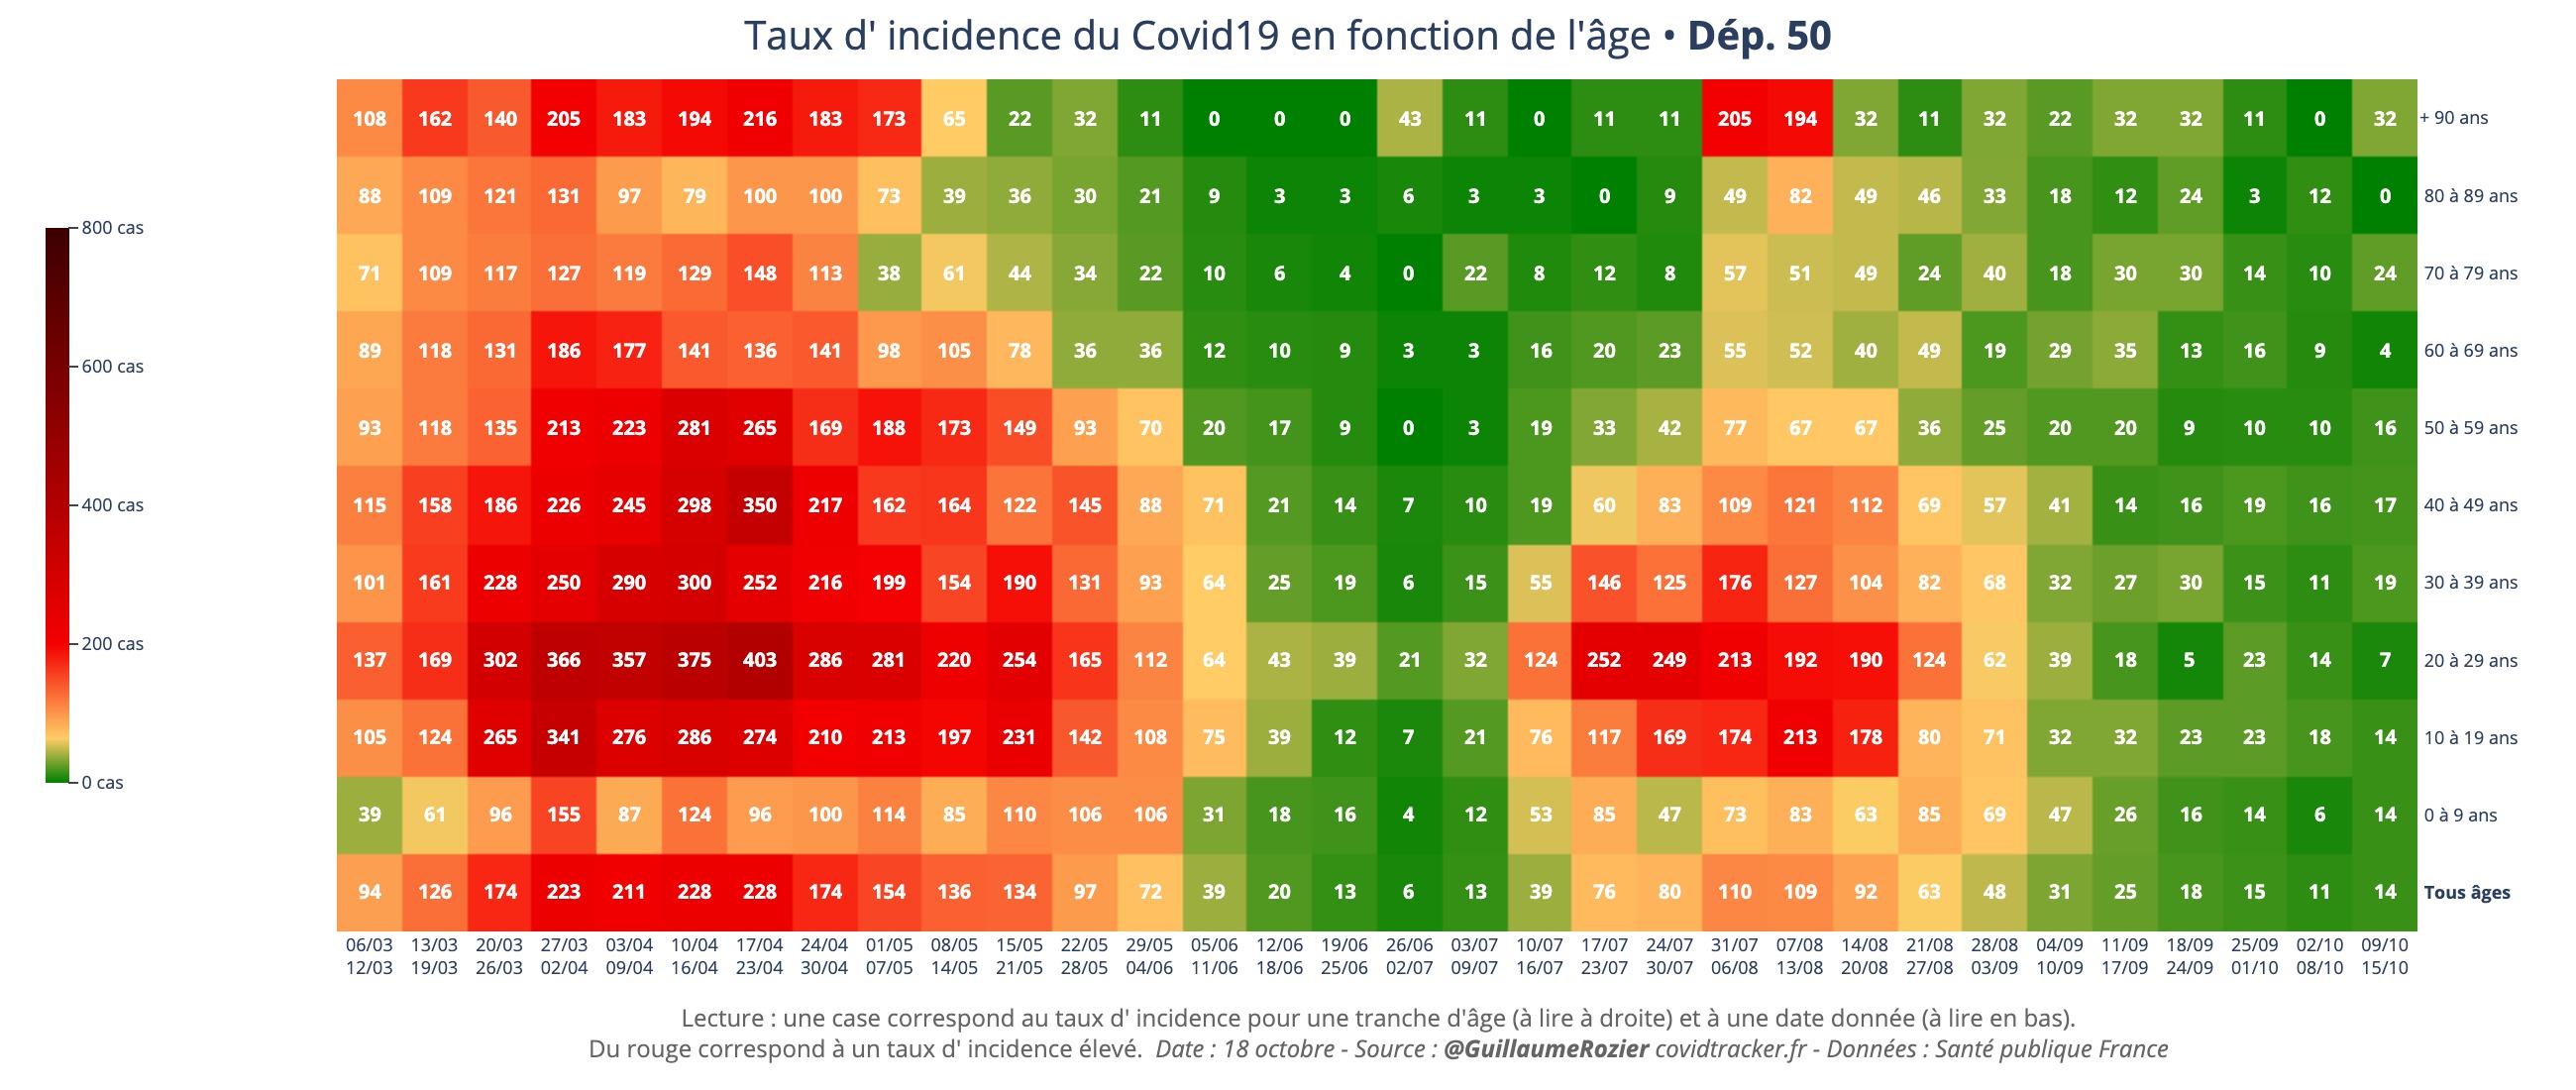 Taux d' incidence du Covid19 en fonction de l'âge • Dép. 50
108 162 140 205 183 194 216 183 173 65 22 32 11 0 0 0 43 11 0 11 11 205 194 32 11 32 22 32 32 11 0 32 + 90 ans
88 109 121 131 97 79 100 100 73 39 36 30 21 9 3 3 6 3 3 0 9 49 82 49 46 33 18 12 24 3 12 0 80 à 89 ans
800 cas
71 109 117 127 119 129 148 113 38 61 44 34 22 10 6 4 0 22 8 12 8 57 51 49 24 40 18 30 30 14 10 24 70 à 79 ans
89 118 131 186 177 141 136 141 98 105 78 36 36 12 10 9 3 3 16 20 23 55 52 40 49 19 29 35 13 16 9 4 60 à 69 ans
600 cas
93 118 135 213 223 281 265 169 188 173 149 93 70 20 17 9 0 3 19 33 42 77 67 67 36 25 20 20 9 10 10 16 50 à 59 ans
400 cas
115 158 186 226 245 298 350 217 162 164 122 145 88 71 21 14 7 10 19 60 83 109 121 112 69 57 41 14 16 19 16 17 40 à 49 ans
101 161 228 250 290 300 252 216 199 154 190 131 93 64 25 19 6 15 55 146 125 176 127 104 82 68 32 27 30 15 11 19 30 à 39 ans
200 cas
137 169 302 366 357 375 403 286 281 220 254 165 112 64 43 39 21 32 124 252 249 213 192 190 124 62 39 18 5 23 14 7 20 à 29 ans
105 124 265 341 276 286 274 210 213 197 231 142 108 75 39 12 7 21 76 117 169 174 213 178 80 71 32 32 23 23 18 14 10 à 19 ans
0 cas
39 61 96 155 87 124 96 100 114 85 110 106 106 31 18 16 4 12 53 85 47 73 83 63 85 69 47 26 16 14 6 14 0 à 9 ans
94 126 174 223 211 228 228 174 154 136 134 97 72 39 20 13 6 13 39 76 80 110 109 92 63 48 31 25 18 15 11 14 Tous âges
06/03 13/03 20/03 27/03 03/04 10/04 17/04 24/04 01/05 08/05 15/05 22/05 29/05 05/06 12/06 19/06 26/06 03/07 10/07 17/07 24/07 31/07 07/08 14/08 21/08 28/08 04/09 11/09 18/09 25/09 02/10 09/10
12/03 19/03 26/03 02/04 09/04 16/04 23/04 30/04 07/05 14/05 21/05 28/05 04/06 11/06 18/06 25/06 02/07 09/07 16/07 23/07 30/07 06/08 13/08 20/08 27/08 03/09 10/09 17/09 24/09 01/10 08/10 15/10
Lecture : une case correspond au taux d' incidence pour une tranche d'âge (à lire à droite) et à une date donnée (à lire en bas).
Du rouge correspond à un taux d' incidence élevé. Date : 18 octobre - Source : @GuillaumeRozier covidtracker.fr - Données : Santé publique France